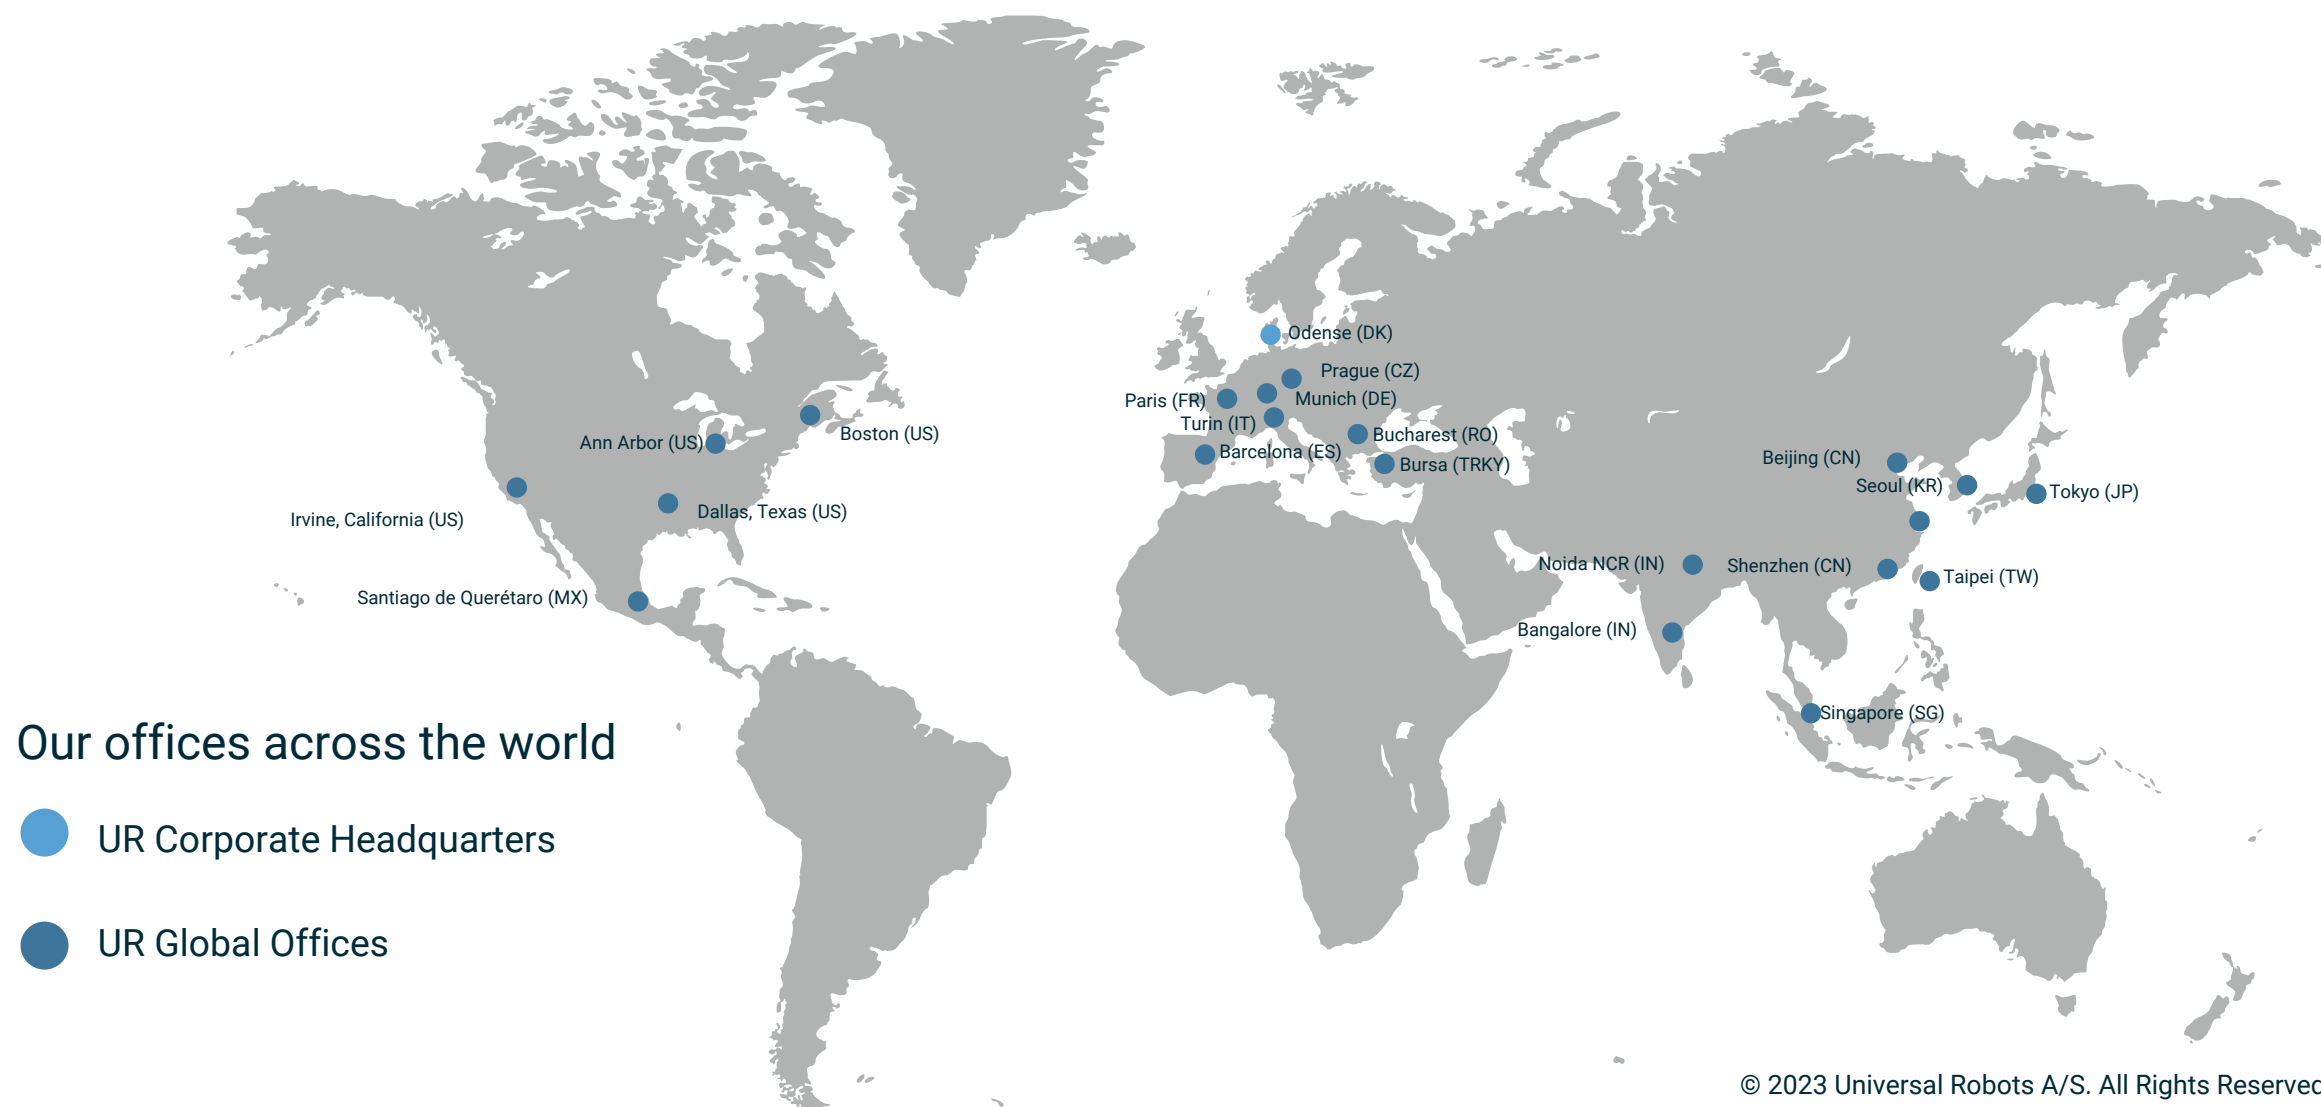 Odense (DK)
Prague (CZ)
Paris (FR)
Munich (DE)
Turin (IT)
Boston (US)
Ann Arbor (US)
Bucharest (RO)
Barcelona (ES)
Bursa (TRKY)
Beijing (CN)
Seoul (KR)
Tokyo (JP)
Irvine, California (US)
Dallas, Texas (US)
Noida NCR (IN)
Shenzhen (CN)
Taipei (TW)
Santiago de Querétaro (MX)
Bangalore (IN)
Singapore (SG)
Our offices across the world
UR Corporate Headquarters
UR Global Offices
© 2023 Universal Robots A/S. All Rights Reserved